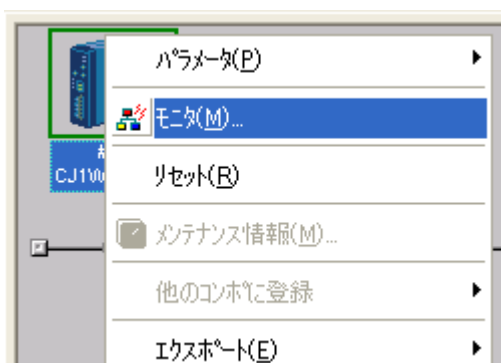 パラメータ(P)
モニタ(M)...
CJ1W
リセット(R)
メンテナンス情報(M)...
他のコンポに登録
エクスポート(E)